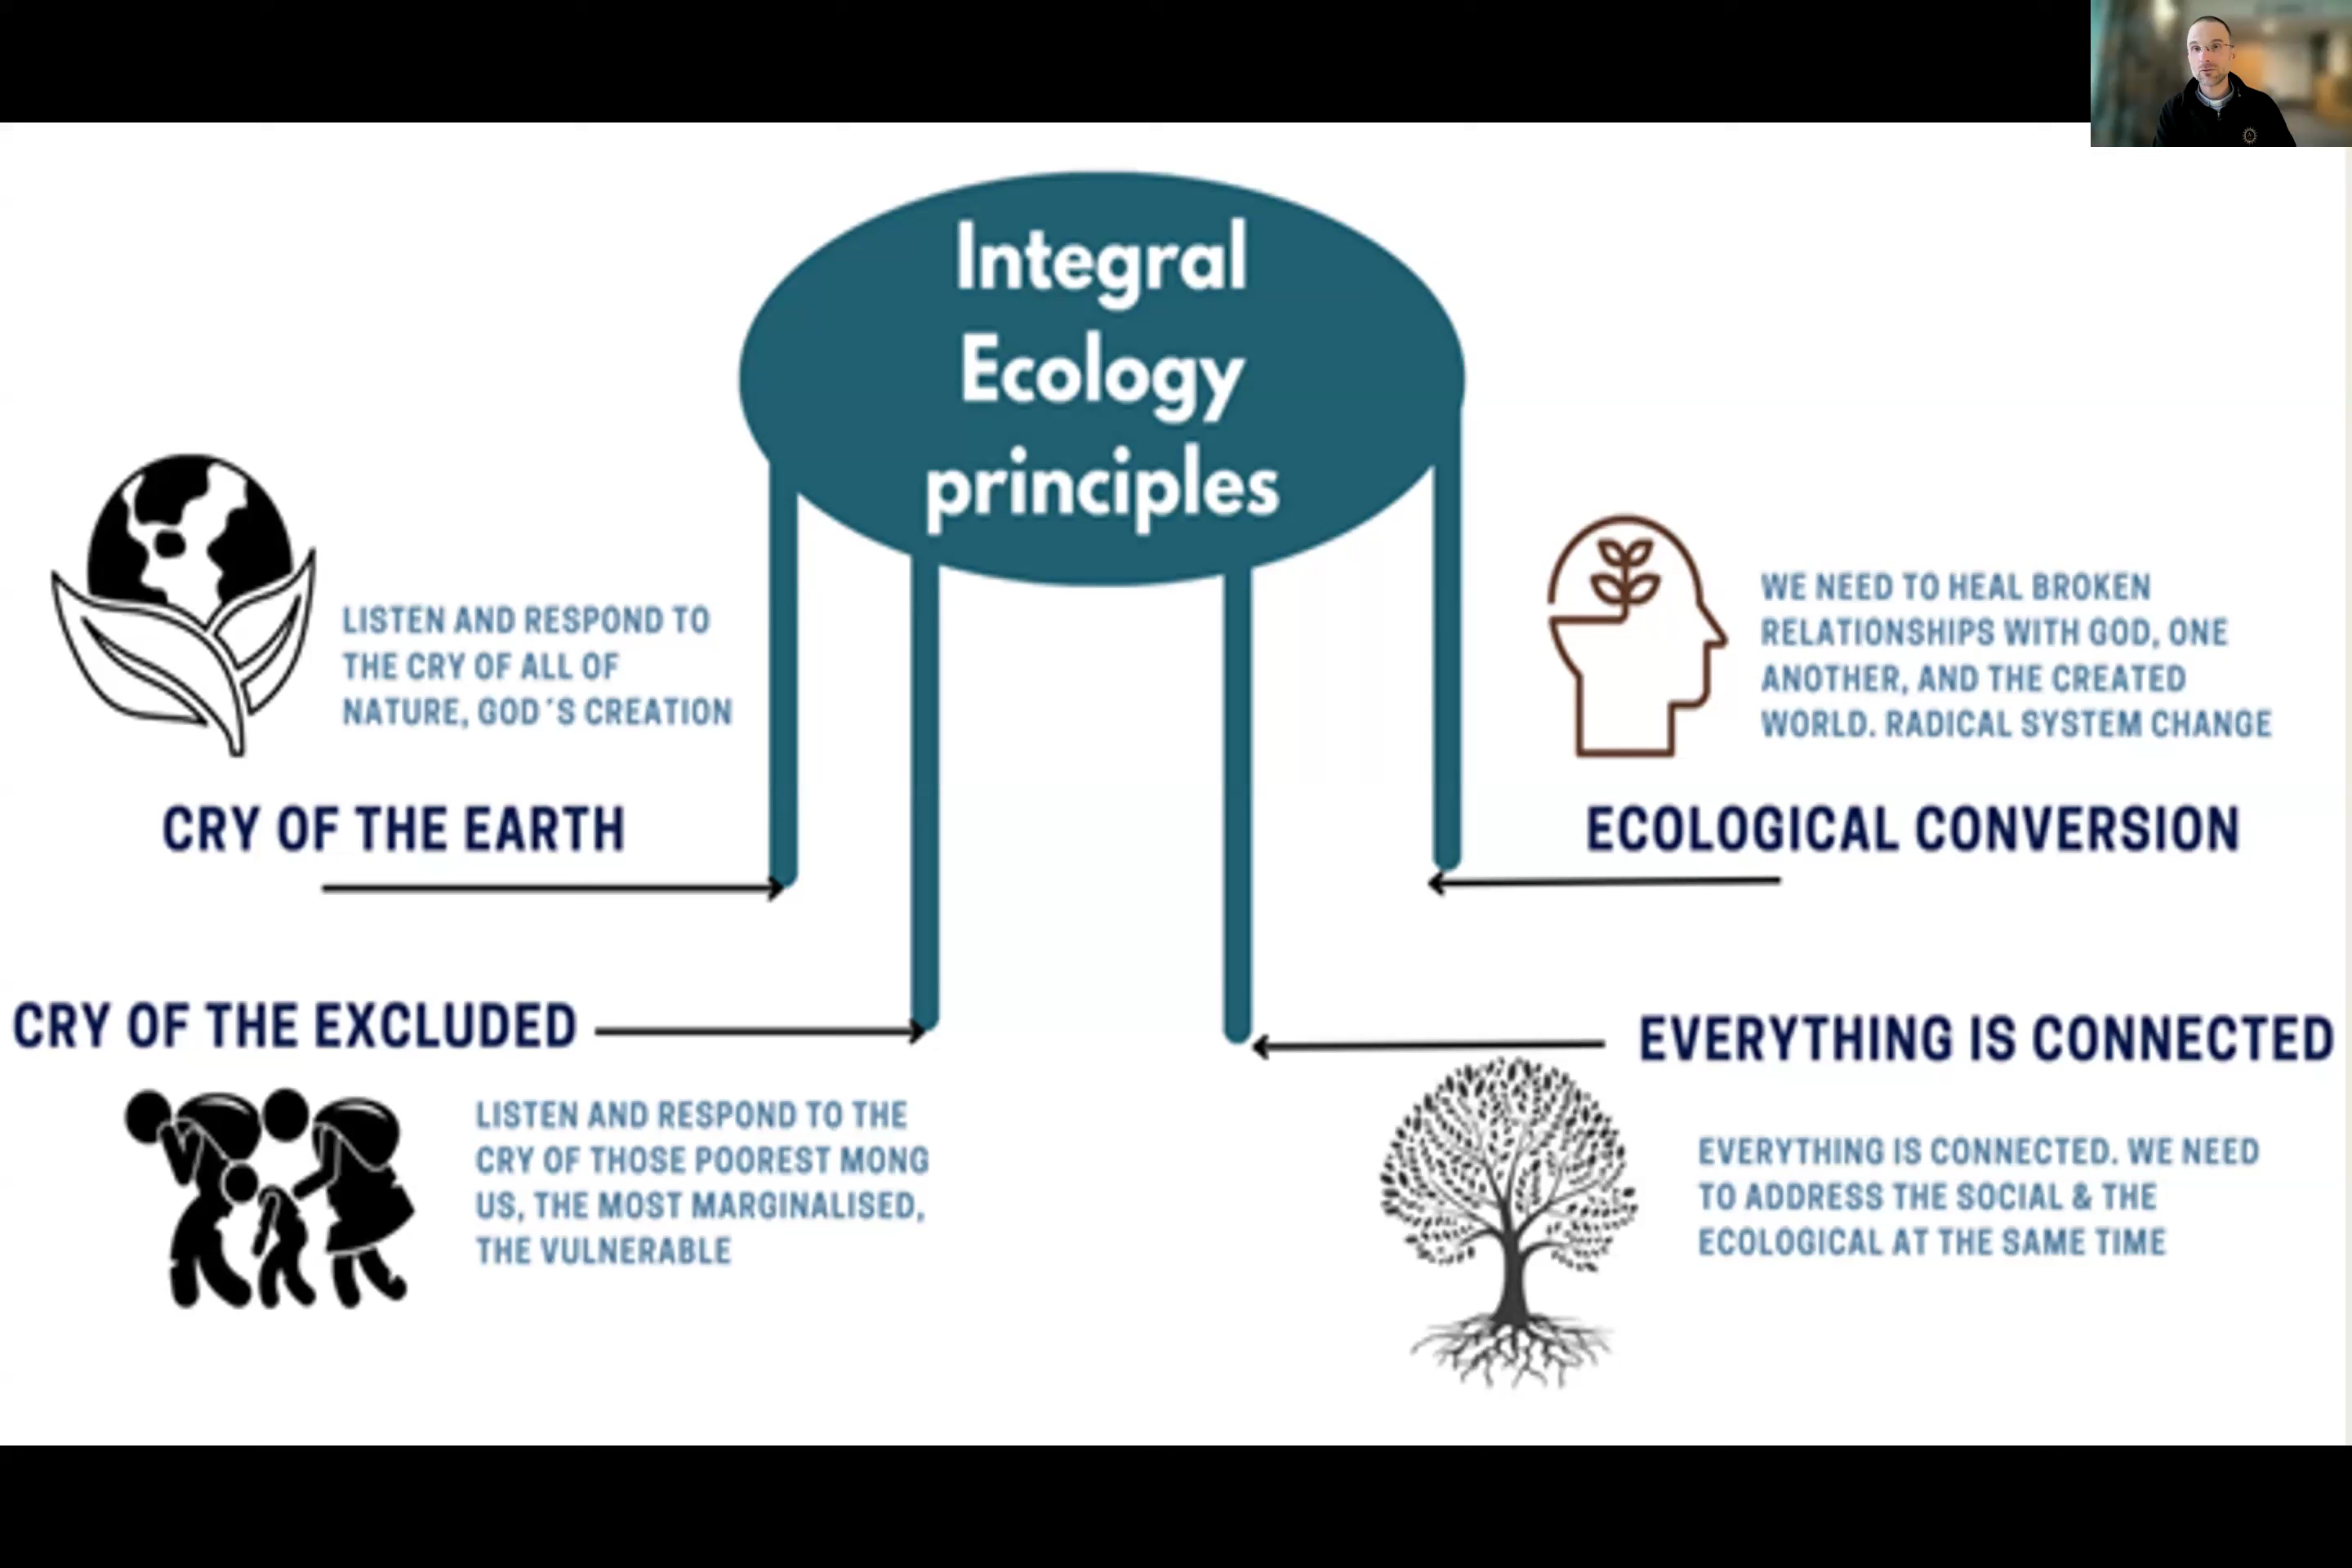 Integral
Ecology
principles
LISTEN AND RESPOND TO
THE CRY OF ALL OF
NATURE, GOD´S CREATION
CRY OF THE EARTH
WE NEED TO HEAL BROKEN
RELATIONSHIPS WITH GOD, ONE
ANOTHER, AND THE CREATED
WORLD. RADICAL SYSTEM CHANGE
ECOLOGICAL CONVERSION
CRY OF THE EXCLUDED
LISTEN AND RESPOND TO THE
CRY OF THOSE POOREST MONG
US, THE MOST MARGINALISED,
THE VULNERABLE
EVERYTHING IS CONNECTED
EVERYTHING IS CONNECTED. WE NEED
TO ADDRESS THE SOCIAL & THE
ECOLOGICAL AT THE SAME TIME